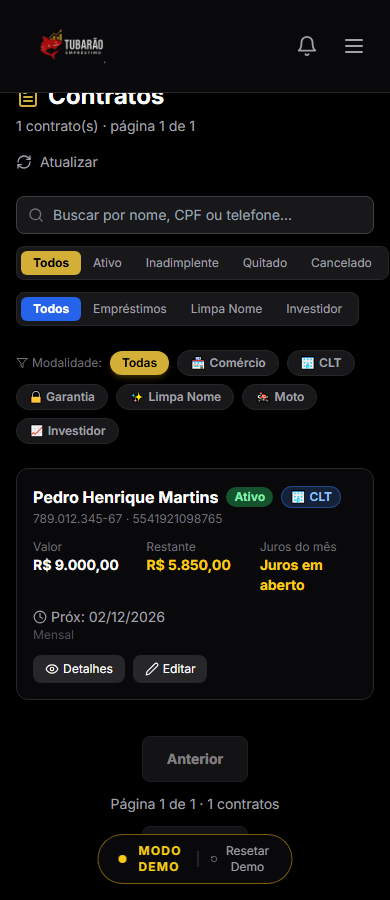 TUBARÃO
EMPRÉSTIMO
Contratos
1 contrato(s) · página 1 de 1
Atualizar
Buscar por nome, CPF ou telefone...
Todos Ativo Inadimplente Quitado Cancelado
Todos Empréstimos Limpa Nome Investidor
Modalidade: Todas Comércio CLT
Garantia Limpa Nome Moto
Investidor
Pedro Henrique Martins Ativo CLT
789.012.345-67 · 5541921098765
Valor Restante Juros do mês
R$ 9.000,00 R$ 5.850,00 Juros em
aberto
Próx: 02/12/2026
Mensal
Detalhes Editar
Anterior
Página 1 de 1 · 1 contratos
MODO
DEMO
Resetar
Demo